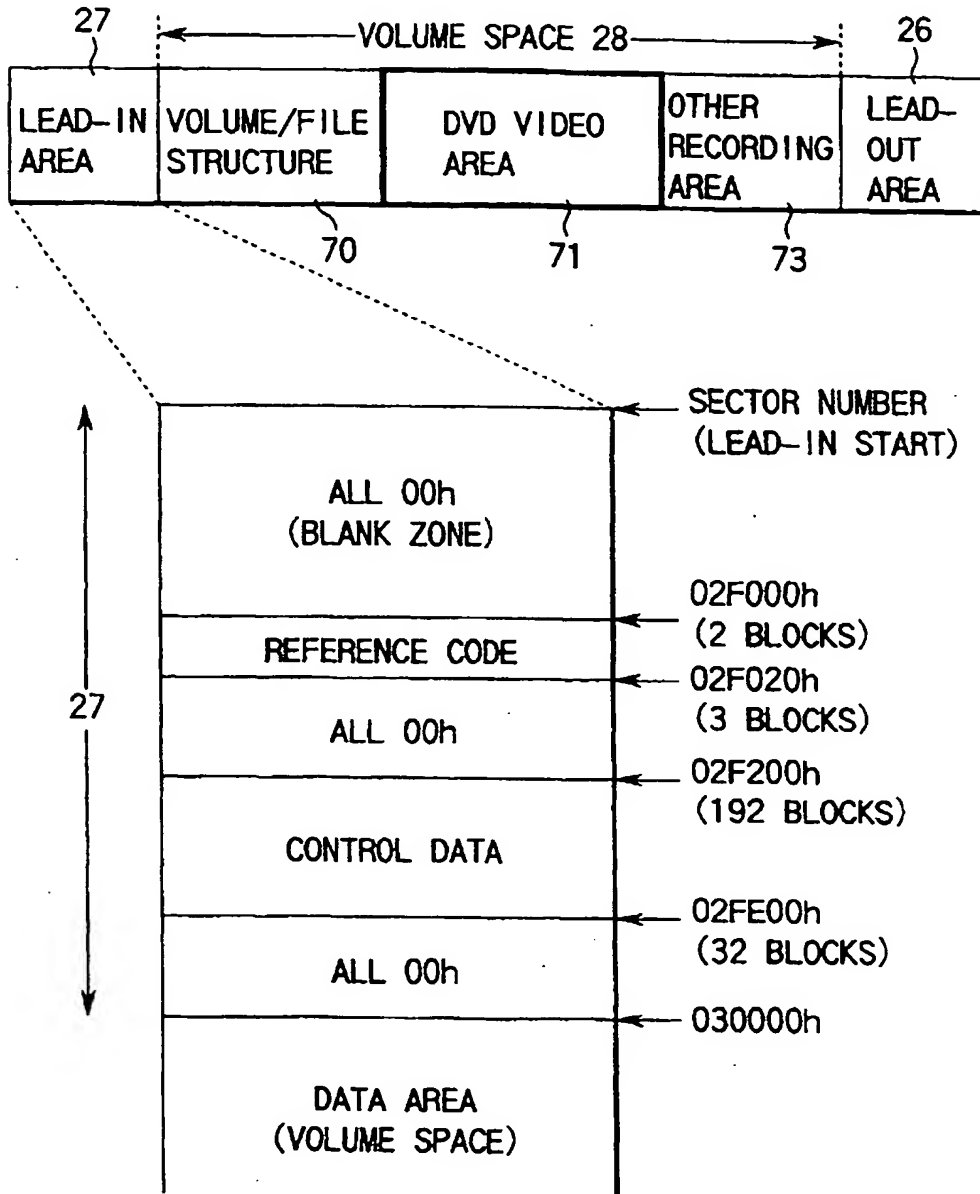 27
VOLUME SPACE 28
26
LEAD-IN AREA
VOLUME/FILE STRUCTURE
DVD VIDEO AREA
OTHER RECORDING AREA
LEAD-OUT AREA
70
71
73
SECTOR NUMBER
(LEAD-IN START)
ALL 00h
(BLANK ZONE)
02F000h
(2 BLOCKS)
REFERENCE CODE
02F020h
(3 BLOCKS)
27
ALL 00h
02F200h
(192 BLOCKS)
CONTROL DATA
02FE00h
(32 BLOCKS)
ALL 00h
030000h
DATA AREA
(VOLUME SPACE)